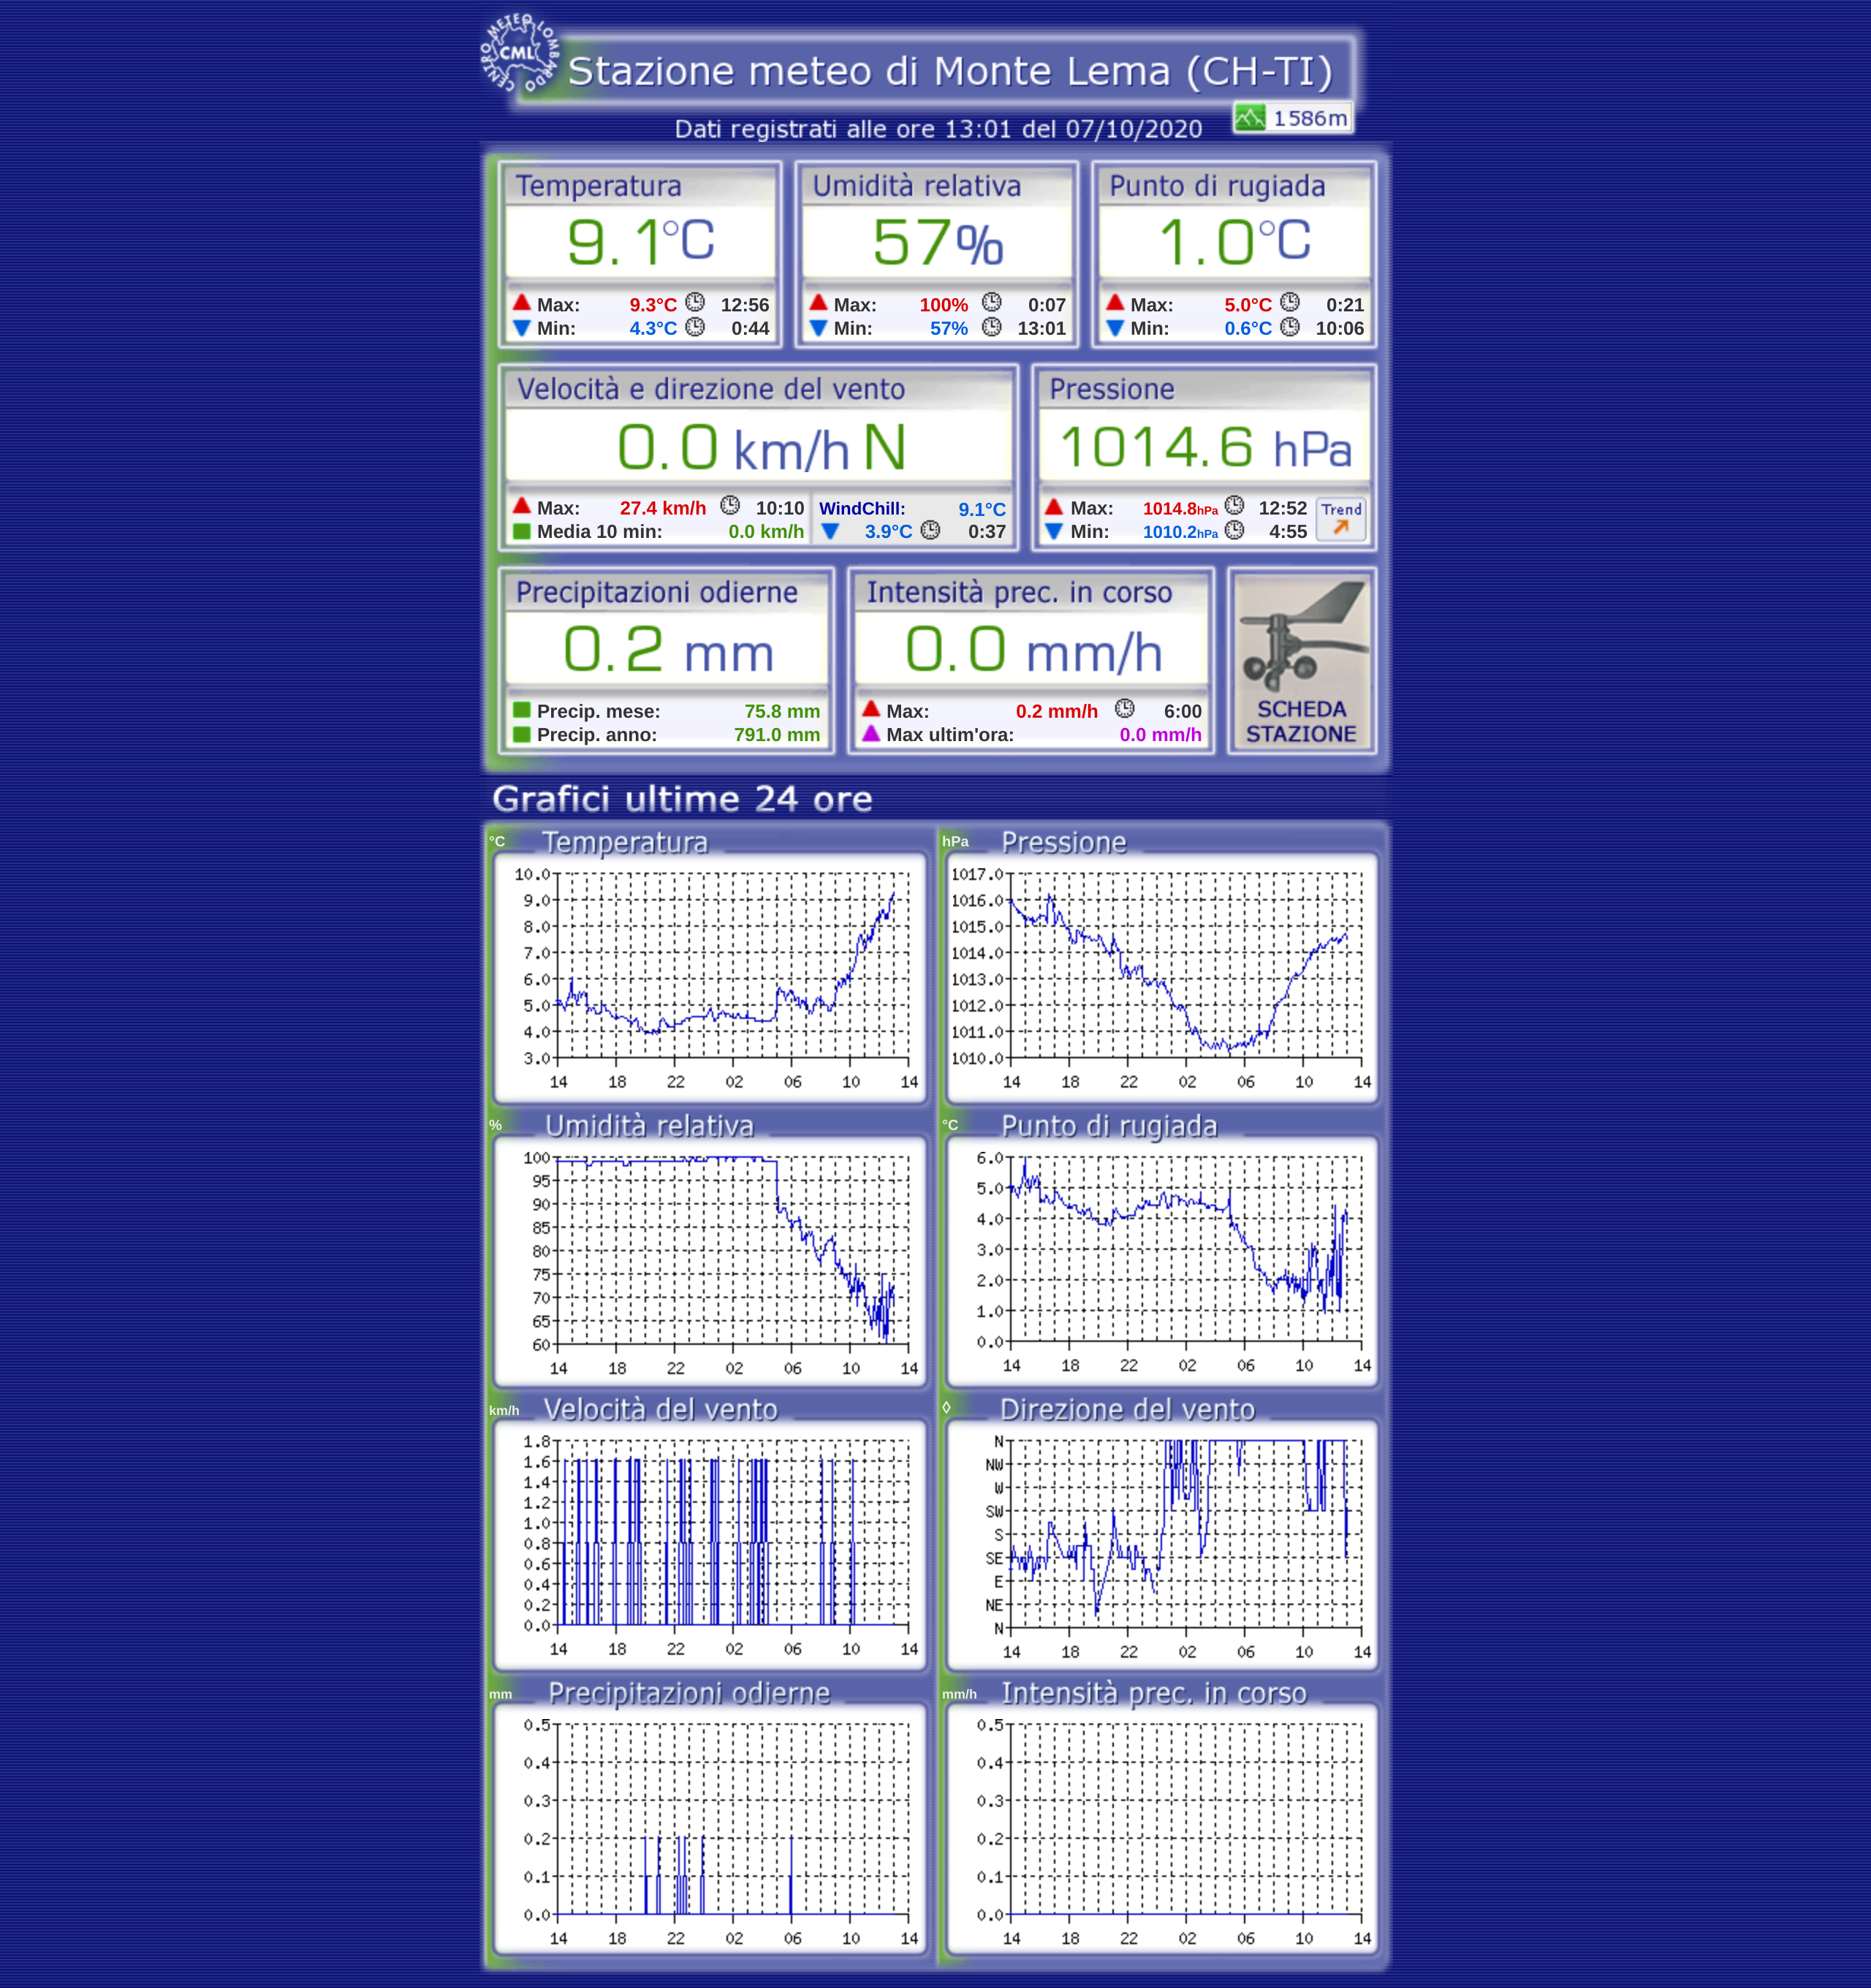 CENTRO METEO LOMBARDO
CML
Stazione meteo di Monte Lema (CH-TI)
1586m
Dati registrati alle ore 13:01 del 07/10/2020
Temperatura
9.1°C
Max: 9.3°C 12:56
Min: 4.3°C 0:44
Umidità relativa
57%
Max: 100% 0:07
Min: 57% 13:01
Punto di rugiada
1.0°C
Max: 5.0°C 0:21
Min: 0.6°C 10:06
Velocità e direzione del vento
0.0 km/h N
Max: 27.4 km/h 10:10
Media 10 min: 0.0 km/h
WindChill: 9.1°C
3.9°C 0:37
Pressione
1014.6 hPa
Max: 1014.8hPa 12:52
Min: 1010.2hPa 4:55
Trend
Precipitazioni odierne
0.2 mm
Precip. mese: 75.8 mm
Precip. anno: 791.0 mm
Intensità prec. in corso
0.0 mm/h
Max: 0.2 mm/h 6:00
Max ultim'ora: 0.0 mm/h
SCHEDA
STAZIONE
Grafici ultime 24 ore
°C Temperatura
10.0
9.0
8.0
7.0
6.0
5.0
4.0
3.0
14 18 22 02 06 10 14
hPa Pressione
1017.0
1016.0
1015.0
1014.0
1013.0
1012.0
1011.0
1010.0
14 18 22 02 06 10 14
% Umidità relativa
100
95
90
85
80
75
70
65
60
14 18 22 02 06 10 14
°C Punto di rugiada
6.0
5.0
4.0
3.0
2.0
1.0
0.0
14 18 22 02 06 10 14
km/h Velocità del vento
1.8
1.6
1.4
1.2
1.0
0.8
0.6
0.4
0.2
0.0
14 18 22 02 06 10 14
◊ Direzione del vento
N
NW
W
SW
S
SE
E
NE
N
14 18 22 02 06 10 14
mm Precipitazioni odierne
0.5
0.4
0.3
0.2
0.1
0.0
14 18 22 02 06 10 14
mm/h Intensità prec. in corso
0.5
0.4
0.3
0.2
0.1
0.0
14 18 22 02 06 10 14